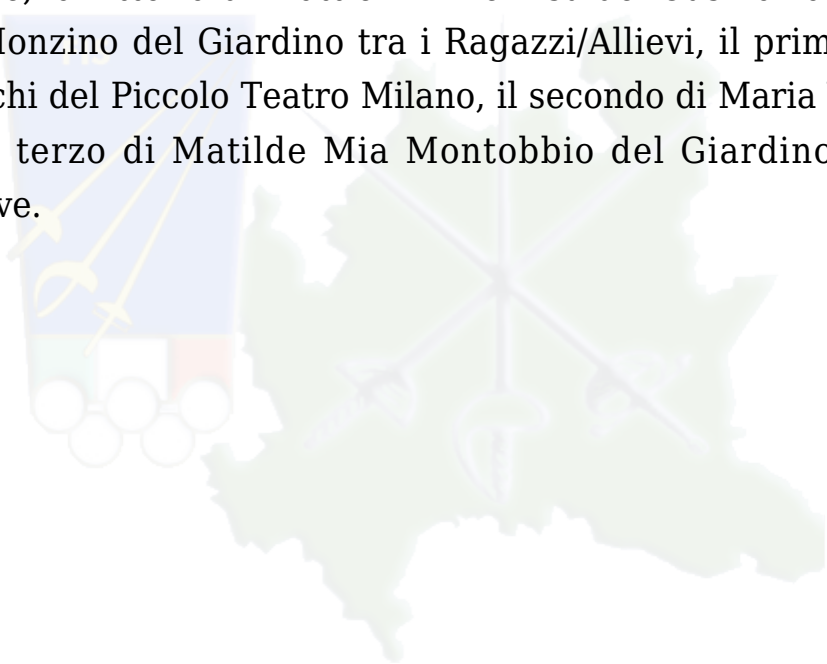 Monzino del Giardino tra i Ragazzi/Allievi, il
chi del Piccolo Teatro Milano, il secondo di Maria
terzo di Matilde Mia Montobbio del Giardino
ve.